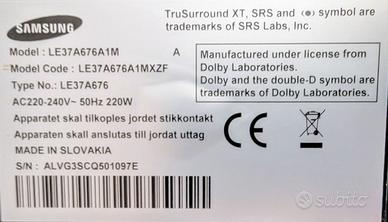 SAMSUNG
Model : LE37A676A1M A
Model Code : LE37A676A1MXZF
Type No.: LE37A676
AC220-240V~ 50Hz 220W
Apparatet skal tilkoples jordet stikkontakt
Apparaten skall anslutas till jordat uttag
MADE IN SLOVAKIA
S/N : ALVG3SCQ501097E
TruSurround XT, SRS and (●) symbol are
trademarks of SRS Labs, Inc.
Manufactured under license from
Dolby Laboratories.
Dolby and the double-D symbol are
trademarks of Dolby Laboratories.
CE
subito